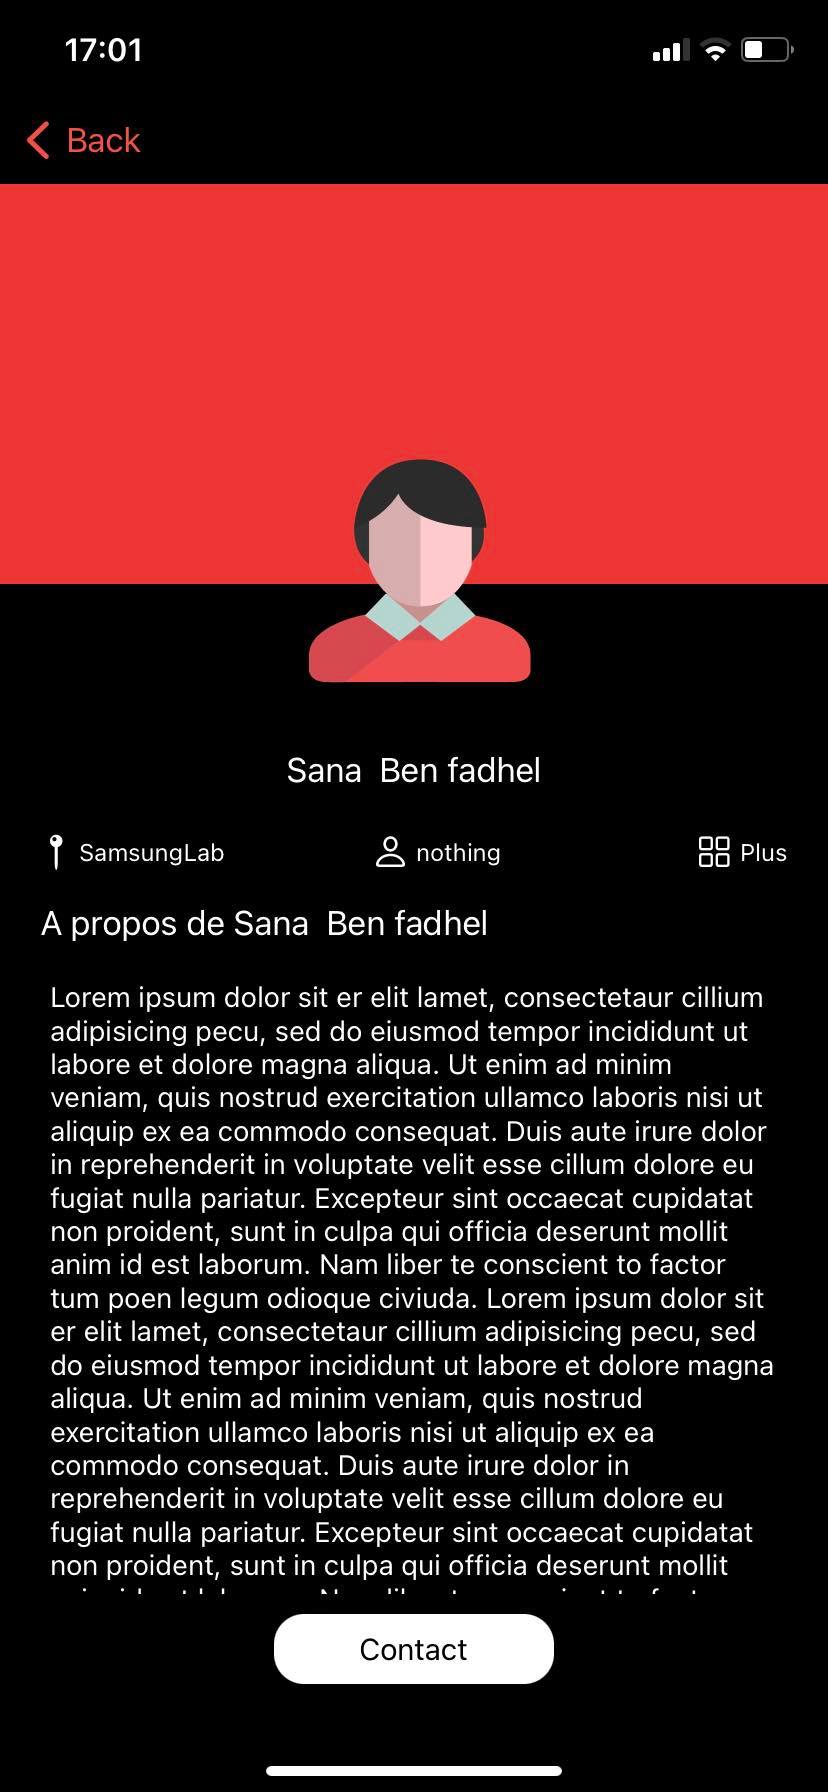 17:01
Back
Sana  Ben fadhel
SamsungLab
nothing
Plus
A propos de Sana  Ben fadhel
Lorem ipsum dolor sit er elit lamet, consectetaur cillium
adipisicing pecu, sed do eiusmod tempor incididunt ut
labore et dolore magna aliqua. Ut enim ad minim
veniam, quis nostrud exercitation ullamco laboris nisi ut
aliquip ex ea commodo consequat. Duis aute irure dolor
in reprehenderit in voluptate velit esse cillum dolore eu
fugiat nulla pariatur. Excepteur sint occaecat cupidatat
non proident, sunt in culpa qui officia deserunt mollit
anim id est laborum. Nam liber te conscient to factor
tum poen legum odioque civiuda. Lorem ipsum dolor sit
er elit lamet, consectetaur cillium adipisicing pecu, sed
do eiusmod tempor incididunt ut labore et dolore magna
aliqua. Ut enim ad minim veniam, quis nostrud
exercitation ullamco laboris nisi ut aliquip ex ea
commodo consequat. Duis aute irure dolor in
reprehenderit in voluptate velit esse cillum dolore eu
fugiat nulla pariatur. Excepteur sint occaecat cupidatat
non proident, sunt in culpa qui officia deserunt mollit
Contact